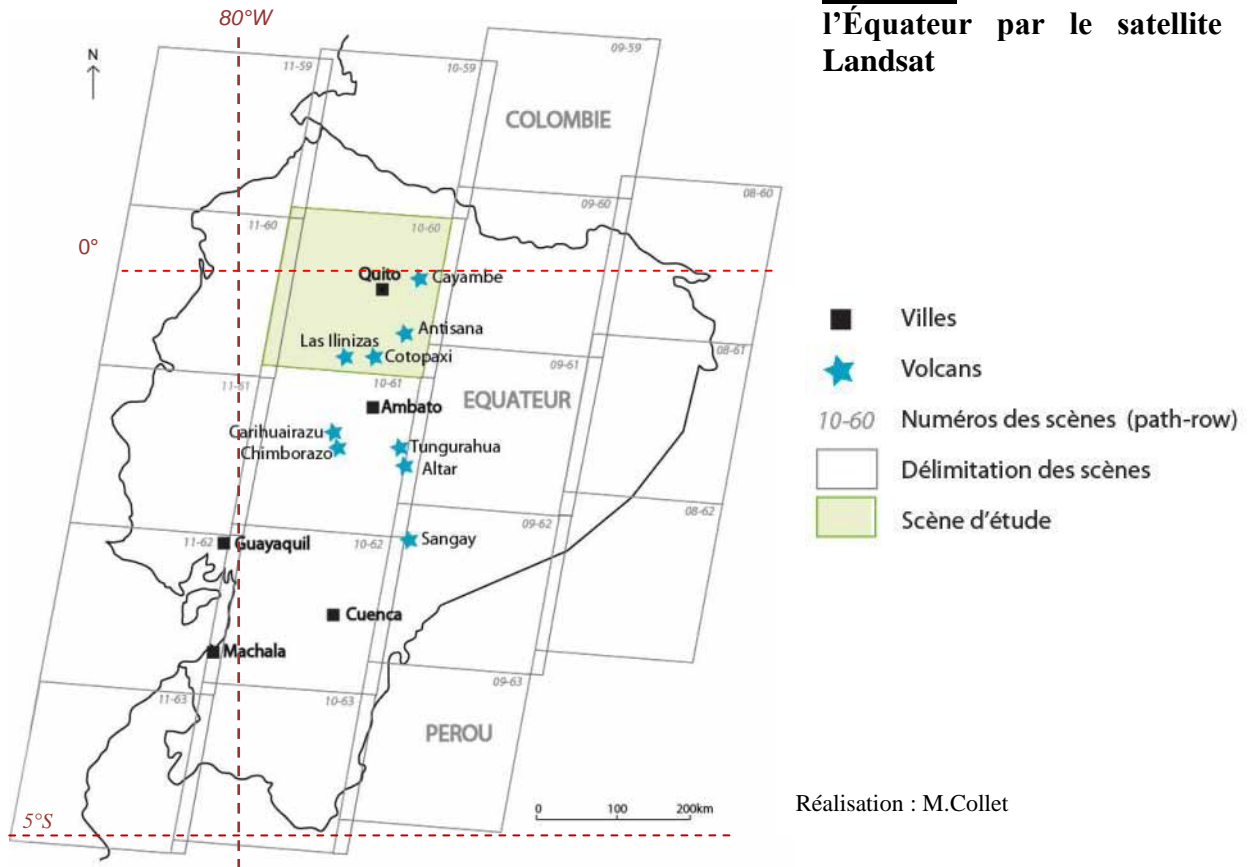 l'Équateur par le satellite
Landsat
80°W
N
11-59
10-59
09-59
COLOMBIE
08-60
09-60
11-60
10-60
0°
Quito
Cayambe
Antisana
Las Ilinizas
Cotopaxi
08-61
09-61
11-61
10-61
EQUATEUR
Ambato
Carihuairazu
Chimborazo
Tungurahua
Altar
08-62
09-62
11-62
Guayaquil
10-62
Sangay
Cuenca
Machala
09-63
11-63
10-63
PEROU
5°S
0 100 200km
Villes
Volcans
10-60 Numéros des scènes (path-row)
Délimitation des scènes
Scène d'étude
Réalisation : M.Collet